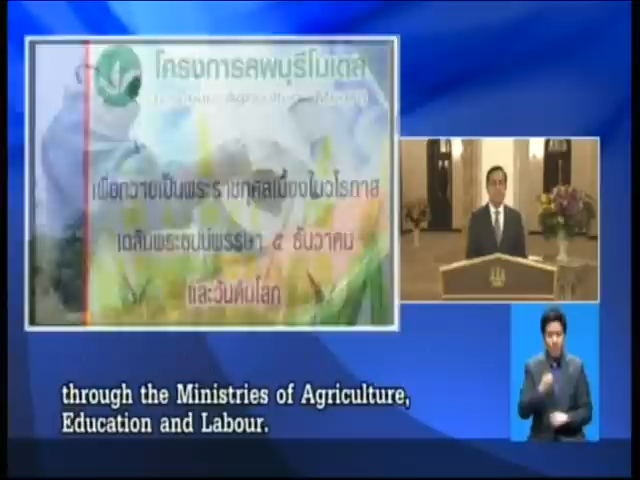 โครงการลพบุรีโมเดล
เพื่อถวายเป็นพระราชกุศลเนื่องในวโรกาส
เฉลิมพระชนมพรรษา ๕ ธันวาคม
และวันดินโลก
through the Ministries of Agriculture,
Education and Labour.